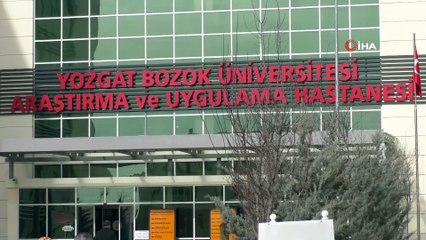 İHA
YOZGAT BOZOK ÜNİVERSİTESİ
ARAŞTIRMA ve UYGULAMA HASTANESİ